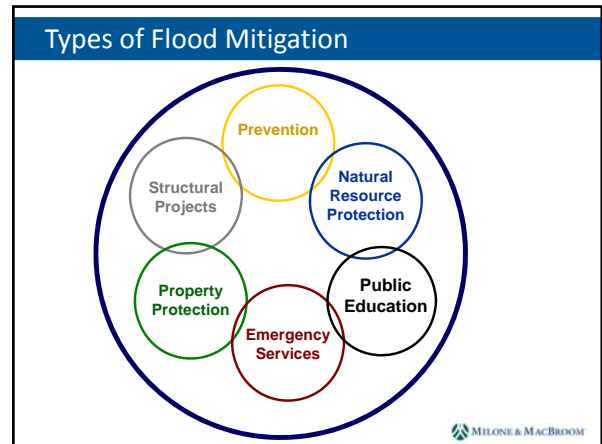 Types of Flood Mitigation
Prevention
Natural
Resource
Protection
Public
Education
Emergency
Services
Property
Protection
Structural
Projects
MILONE & MACBROOM